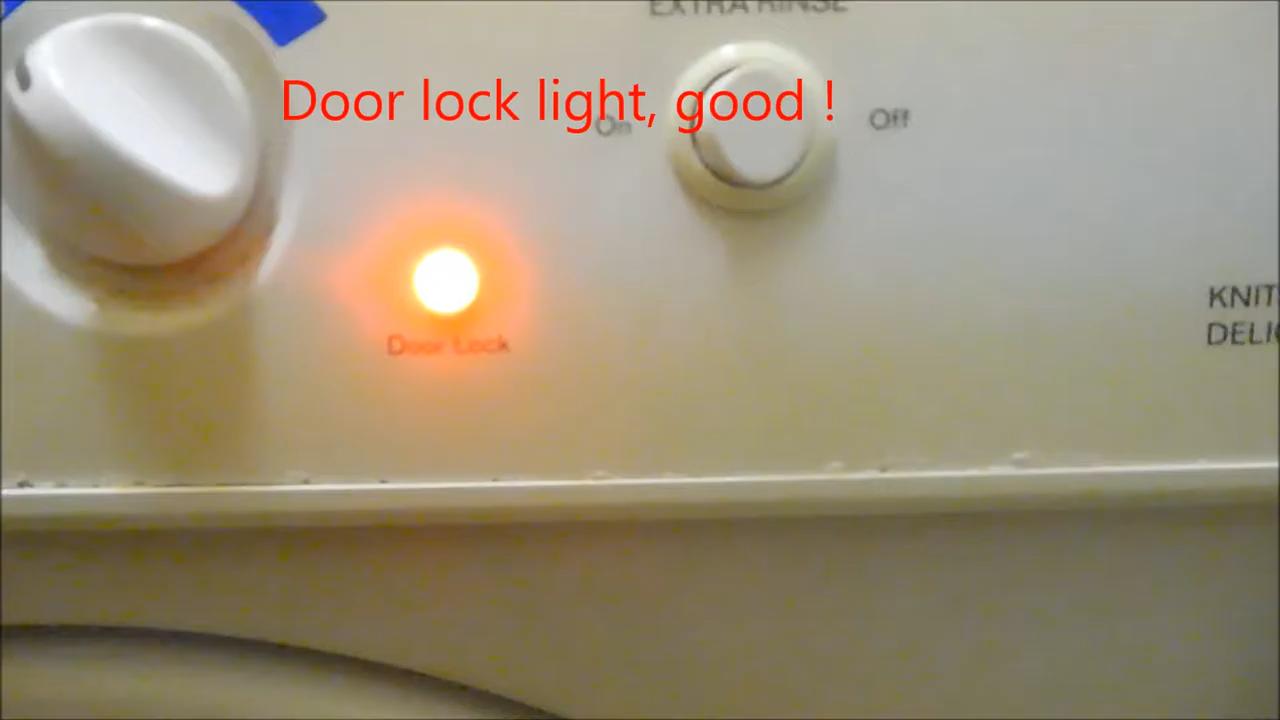 EXTRA RINSE
Door lock light, good !
On
Off
Door Lock
KNIT
DELIC